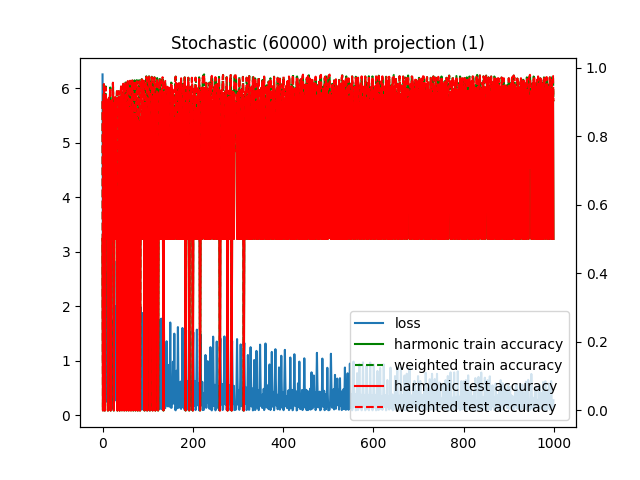 Stochastic (60000) with projection (1)
6
5
4
3
2
1
0
1.0
0.8
0.6
0.4
0.2
0.0
loss
harmonic train accuracy
weighted train accuracy
harmonic test accuracy
weighted test accuracy
0 200 400 600 800 1000